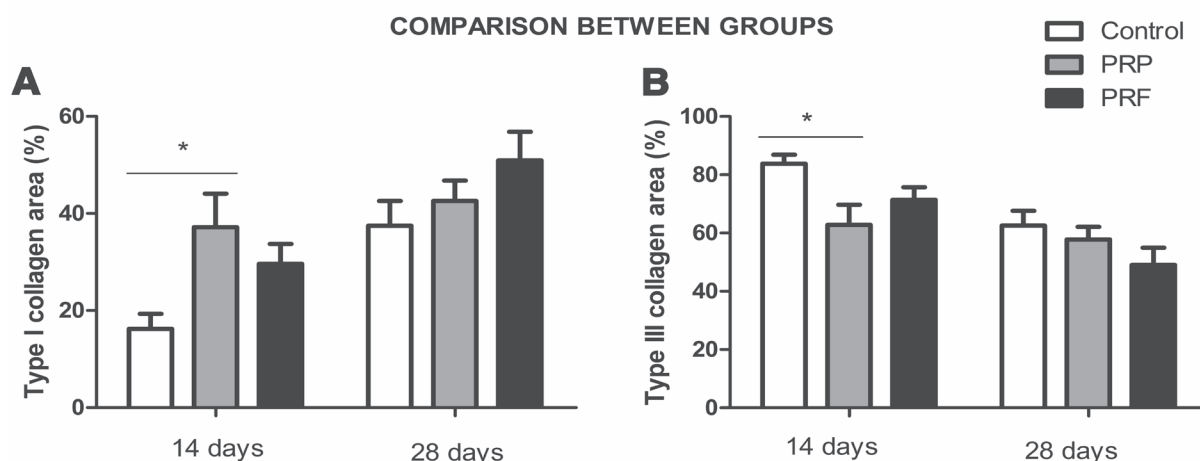 COMPARISON BETWEEN GROUPS
Control
PRP
PRF
A
Type I collagen area (%)
60
40
20
0
*
14 days
28 days
B
Type III collagen area (%)
100
80
60
40
20
0
*
14 days
28 days